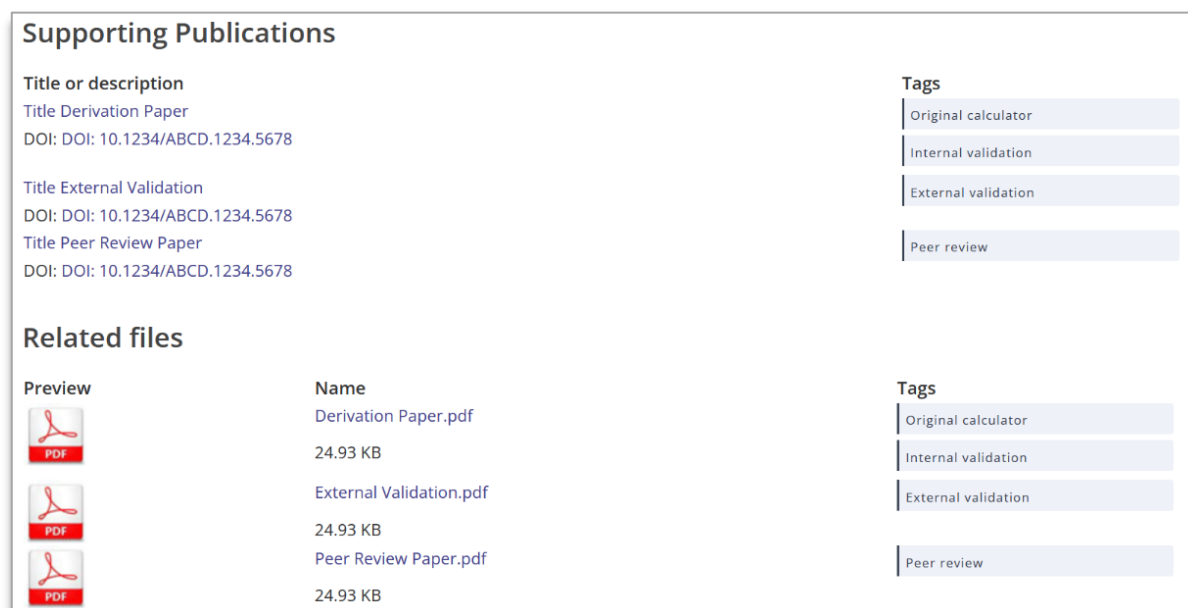 Supporting Publications
Title or description Tags
Title Derivation Paper Original calculator
DOI: DOI: 10.1234/ABCD.1234.5678
Internal validation
Title External Validation External validation
DOI: DOI: 10.1234/ABCD.1234.5678
Title Peer Review Paper Peer review
DOI: DOI: 10.1234/ABCD.1234.5678
Related files
Preview Name Tags
PDF Derivation Paper.pdf Original calculator
24.93 KB Internal validation
PDF External Validation.pdf External validation
24.93 KB
PDF Peer Review Paper.pdf Peer review
24.93 KB